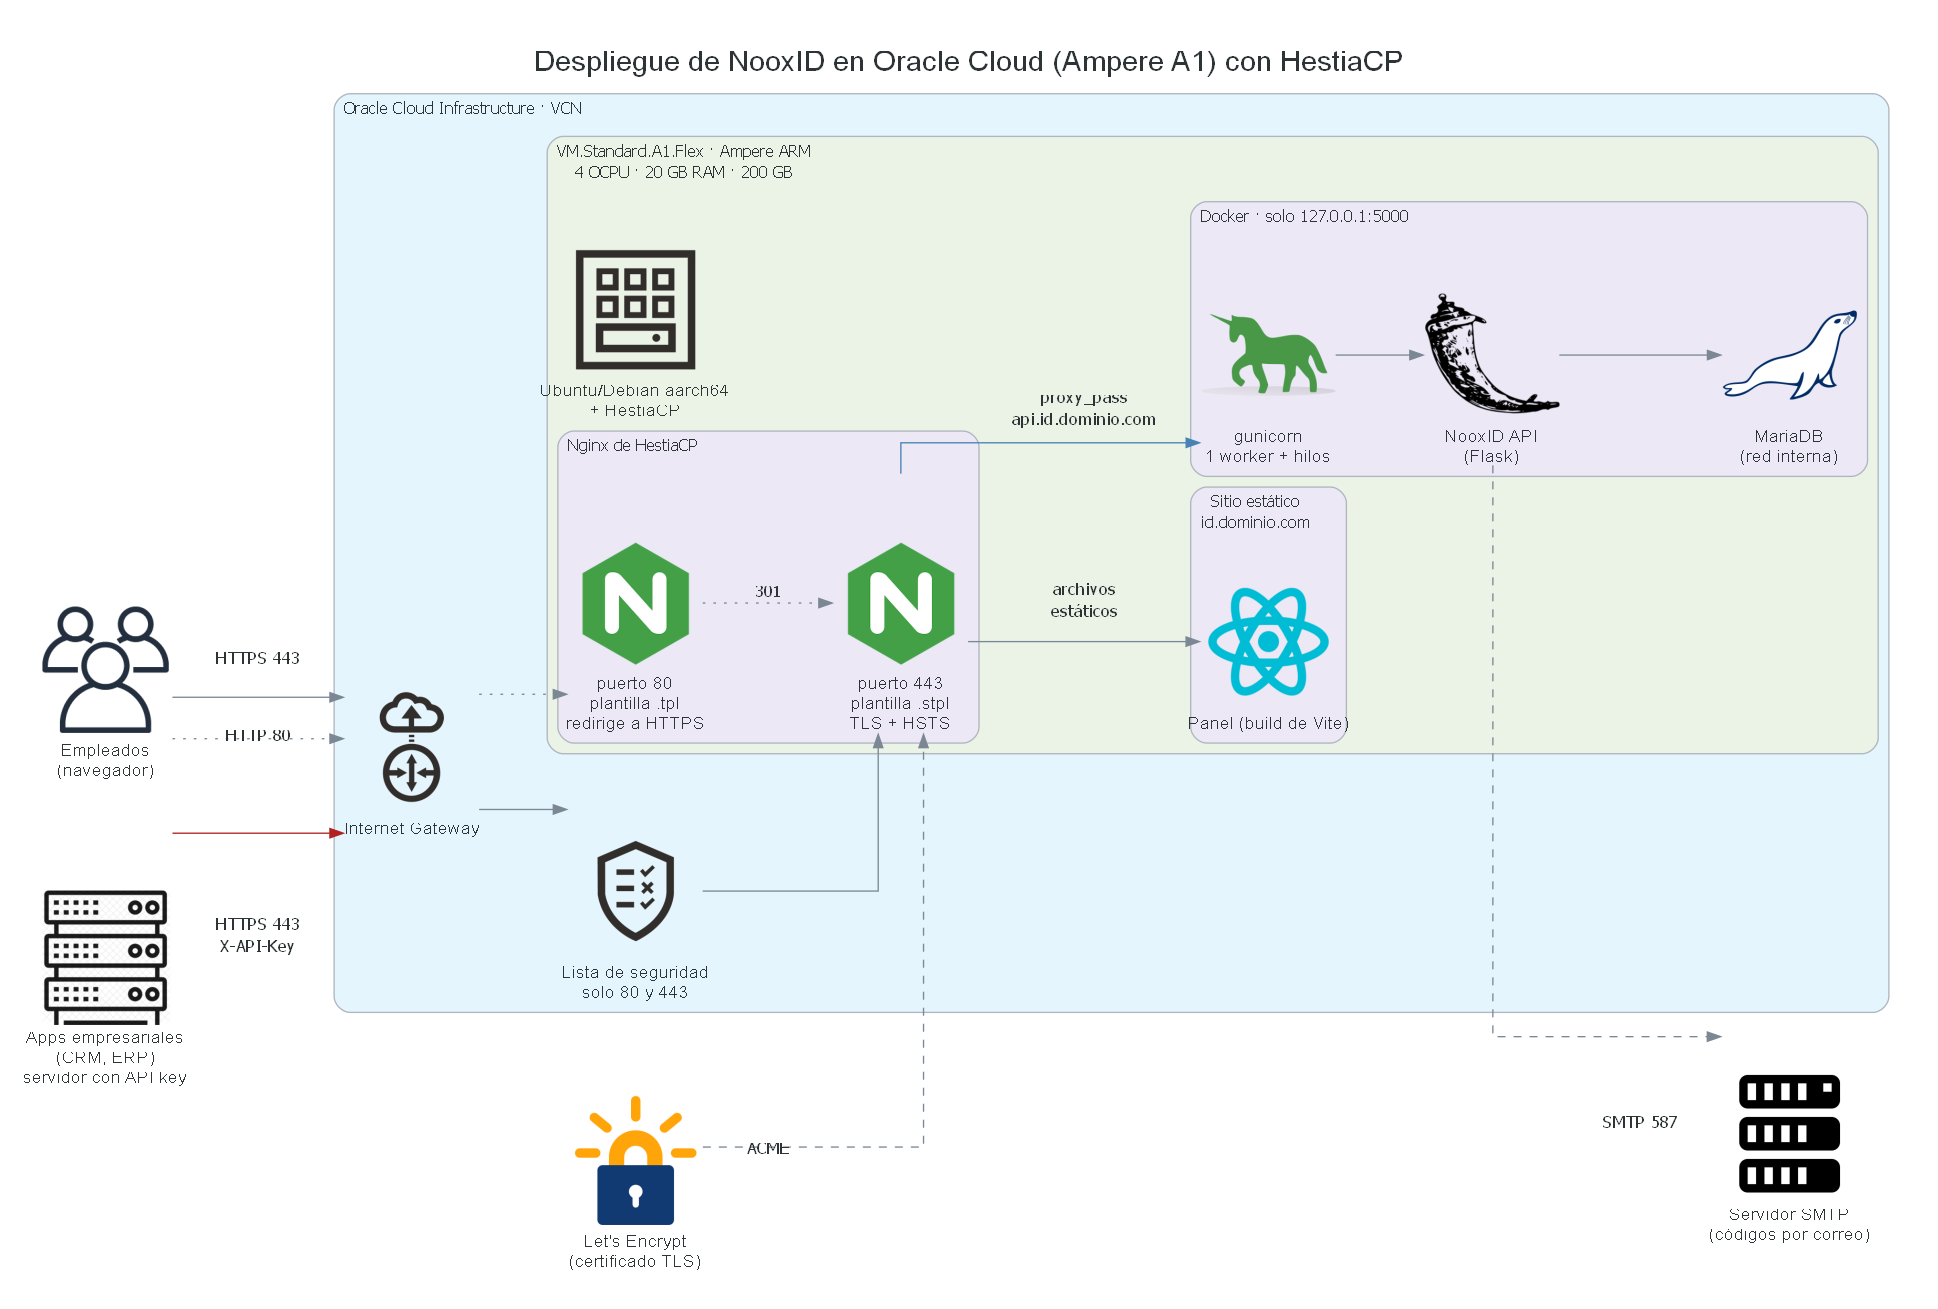 Despliegue de NooxID en Oracle Cloud (Ampere A1) con HestiaCP
Oracle Cloud Infrastructure · VCN
VM.Standard.A1.Flex · Ampere ARM
4 OCPU · 20 GB RAM · 200 GB
Docker · solo 127.0.0.1:5000
Ubuntu/Debian aarch64
+ HestiaCP
proxy_pass
api.id.dominio.com
gunicorn
1 worker + hilos
NooxID API
(Flask)
MariaDB
(red interna)
Nginx de HestiaCP
Sitio estático
id.dominio.com
301
archivos
estáticos
puerto 80
plantilla .tpl
redirige a HTTPS
puerto 443
plantilla .stpl
TLS + HSTS
Panel (build de Vite)
HTTPS 443
HTTP 80
Empleados
(navegador)
Internet Gateway
HTTPS 443
X-API-Key
Lista de seguridad
solo 80 y 443
Apps empresariales
(CRM, ERP)
servidor con API key
ACME
SMTP 587
Let's Encrypt
(certificado TLS)
Servidor SMTP
(códigos por correo)